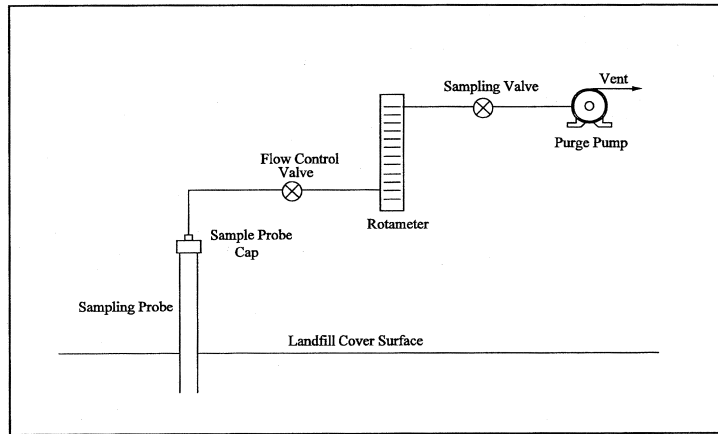 Vent
Sampling Valve
Purge Pump
Flow Control
Valve
Rotameter
Sample Probe
Cap
Sampling Probe
Landfill Cover Surface